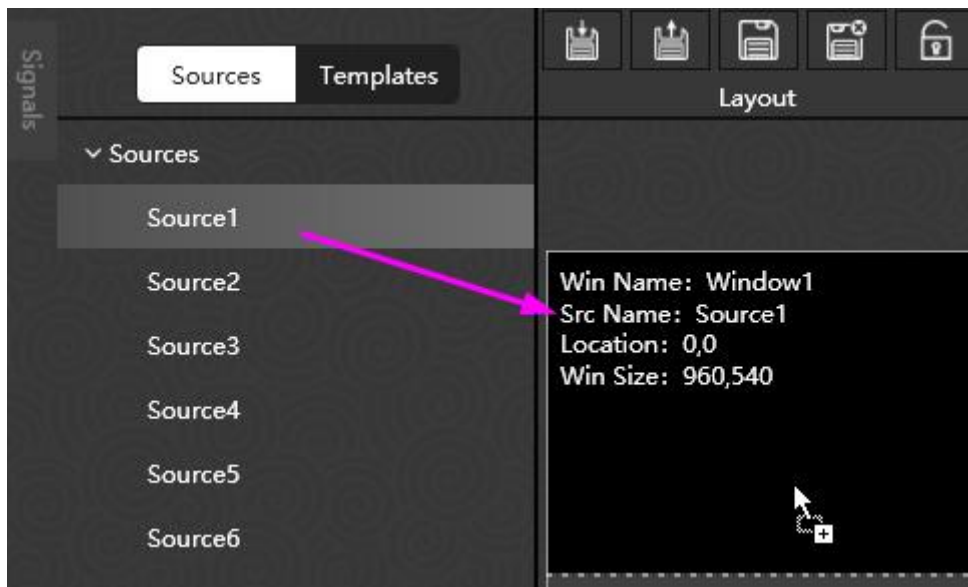 Signals
Sources
Templates
Layout
Sources
Source1
Source2
Source3
Source4
Source5
Source6
Win Name: Window1
Src Name: Source1
Location: 0,0
Win Size: 960,540